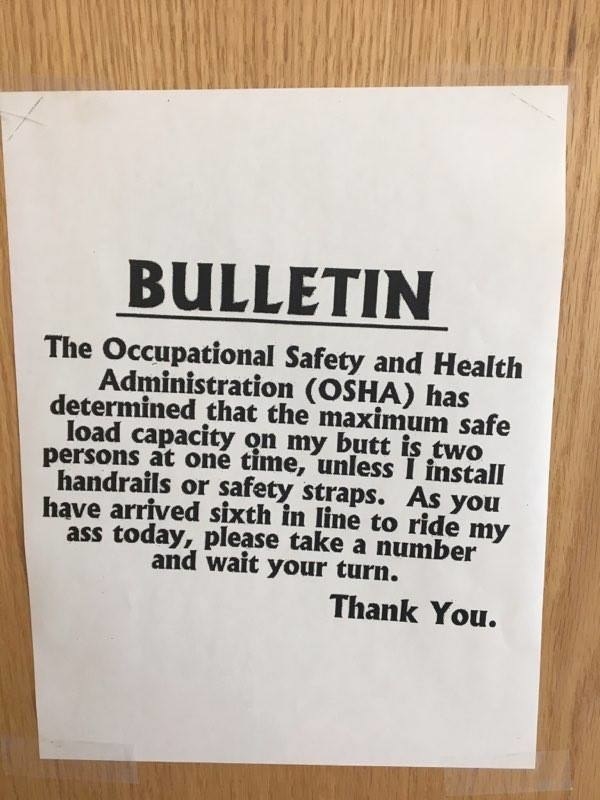 BULLETIN
The Occupational Safety and Health
Administration (OSHA) has
determined that the maximum safe
load capacity on my butt is two
persons at one time, unless I install
handrails or safety straps. As you
have arrived sixth in line to ride my
ass today, please take a number
and wait your turn.
Thank You.